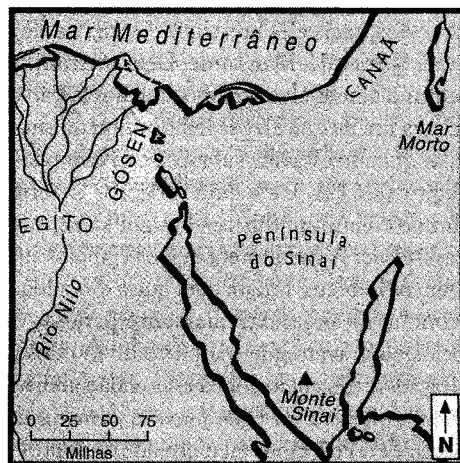 Mar Mediterrâneo
CANAÃ
Mar
Morto
GÓSEN
EGITO
Península
do Sinai
Rio Nilo
Monte
Sinai
0 25 50 75
Milhas
N